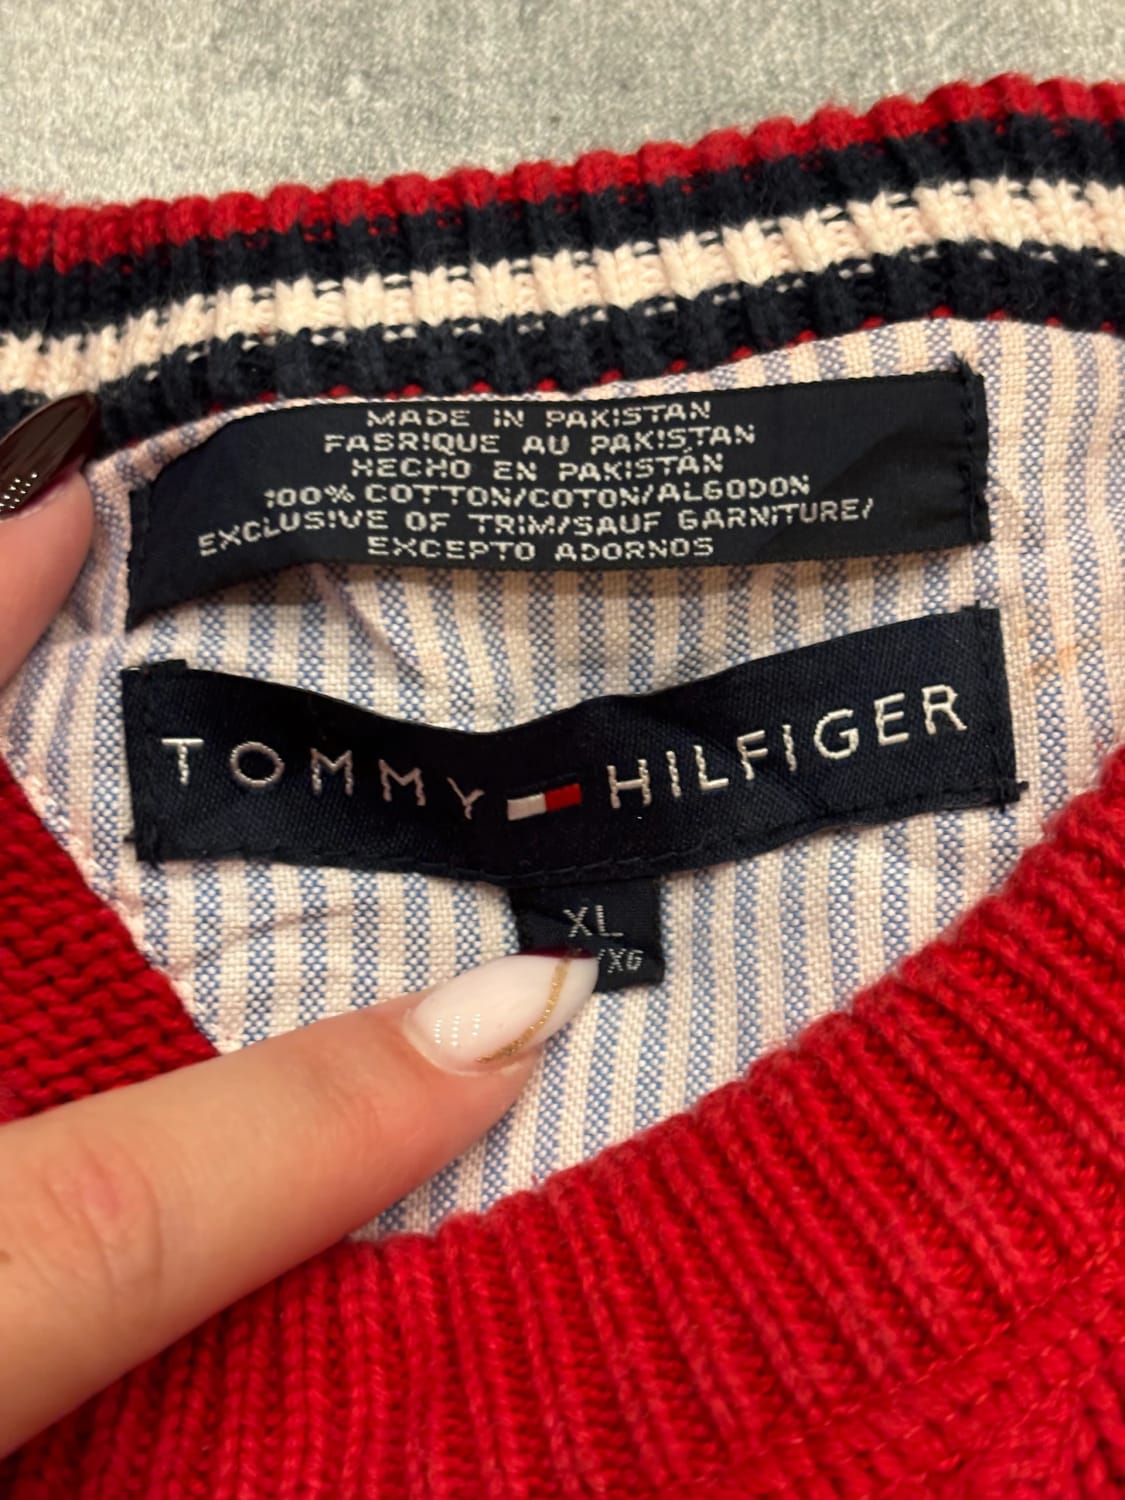 MADE IN PAKISTAN
FABRIQUE AU PAKISTAN
HECHO EN PAKISTÁN
100% COTTON/COTON/ALGODON
EXCLUSIVE OF TRIM/SAUF GARNITURE/
EXCEPTO ADORNOS
TOMMY HILFIGER
XL
/XG